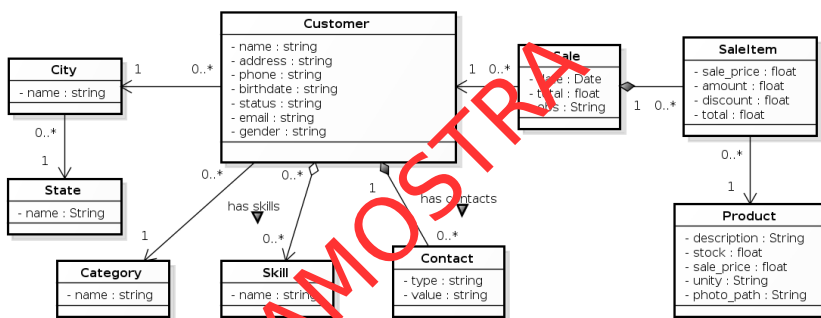 Customer
- name : string
- address : string
- phone : string
- birthdate : string
- status : string
- email : string
- gender : string
City
- name : string
1
0..*
0..*
1
State
- name : String
1
0..*
Sale
- date : Date
- total : float
- obs : String
1
0..*
SaleItem
- sale_price : float
- amount : float
- discount : float
- total : float
0..*
1
Product
- description : String
- stock : float
- sale_price : float
- unity : String
- photo_path : String
0..*
1
Category
- name : string
0..*
has skills
0..*
Skill
- name : string
1
has contacts
0..*
Contact
- type : string
- value : string
AMOSTRA